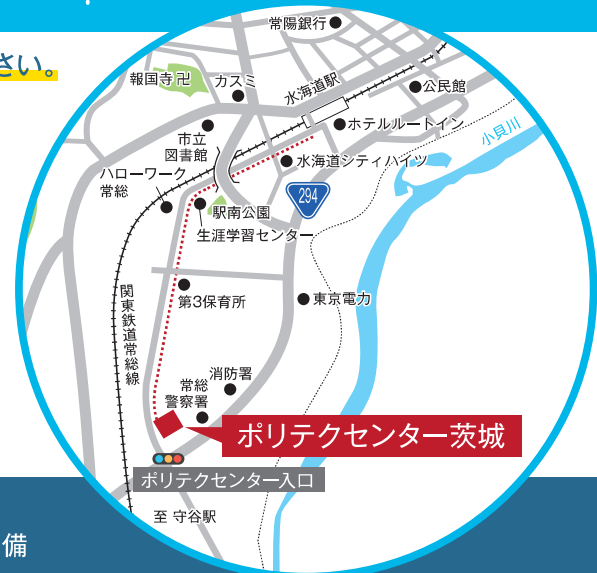 さい。
常陽銀行
報国寺卍
カスミ
水海道駅
公民館
ホテルルートイン
小見川
市立
図書館
水海道シティハイツ
ハローワーク
常総
294
駅南公園
生涯学習センター
関東鉄道常総線
第3保育所
東京電力
消防署
常総
警察署
ポリテクセンター茨城
ポリテクセンター入口
至 守谷駅
備